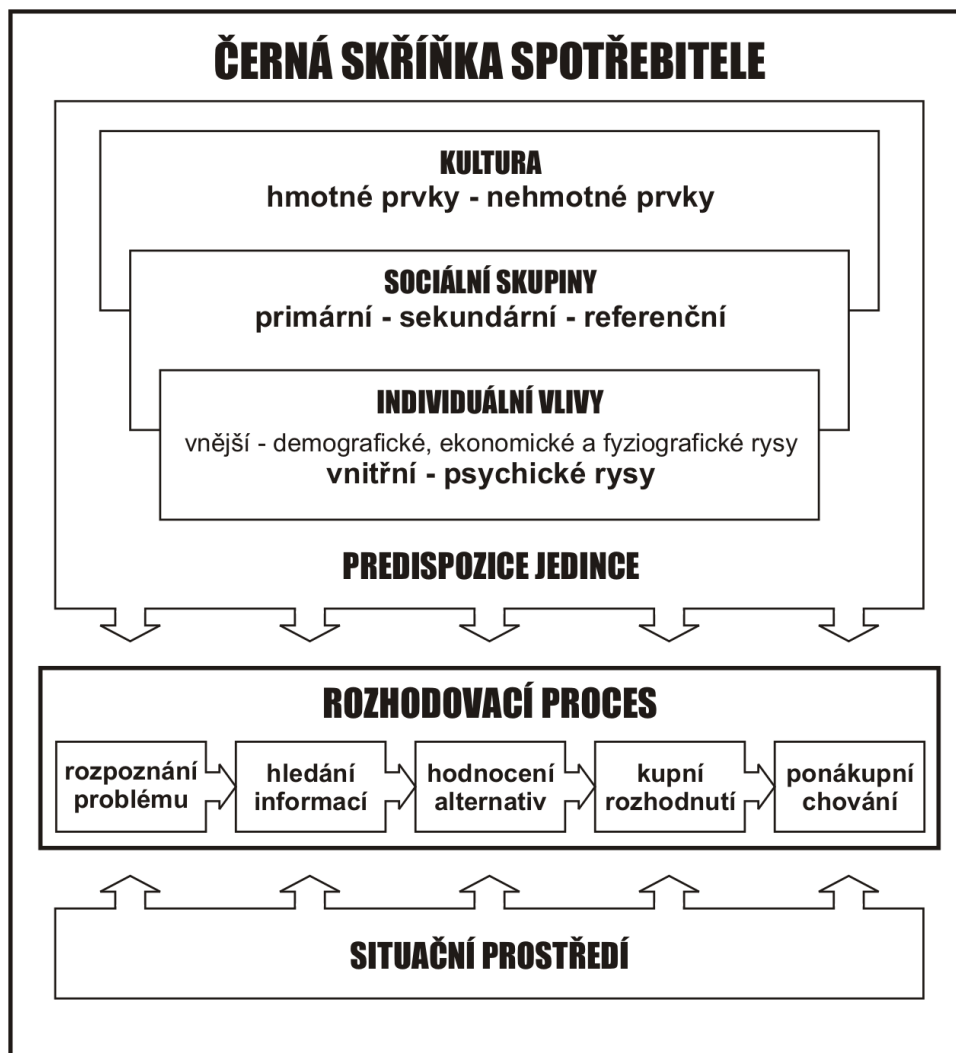 ČERNÁ SKŘÍŇKA SPOTŘEBITELE
KULTURA
hmotné prvky - nehmotné prvky
SOCIÁLNÍ SKUPINY
primární - sekundární - referenční
INDIVIDUÁLNÍ VLIVY
vnější - demografické, ekonomické a fyziografické rysy
vnitřní - psychické rysy
PREDISPOZICE JEDINCE
ROZHODOVACÍ PROCES
rozpoznání
problému
hledání
informací
hodnocení
alternativ
kupní
rozhodnutí
ponákupní
chování
SITUAČNÍ PROSTŘEDÍ